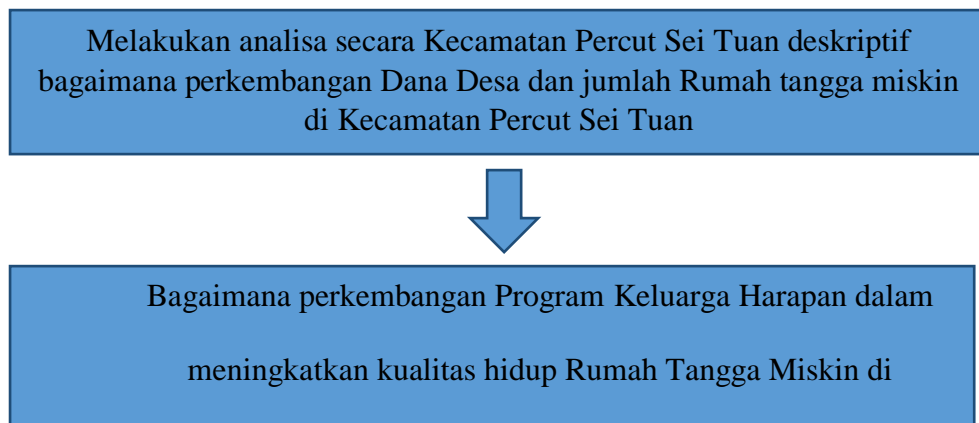 Melakukan analisa secara Kecamatan Percut Sei Tuan deskriptif
bagaimana perkembangan Dana Desa dan jumlah Rumah tangga miskin
di Kecamatan Percut Sei Tuan
Bagaimana perkembangan Program Keluarga Harapan dalam
meningkatkan kualitas hidup Rumah Tangga Miskin di